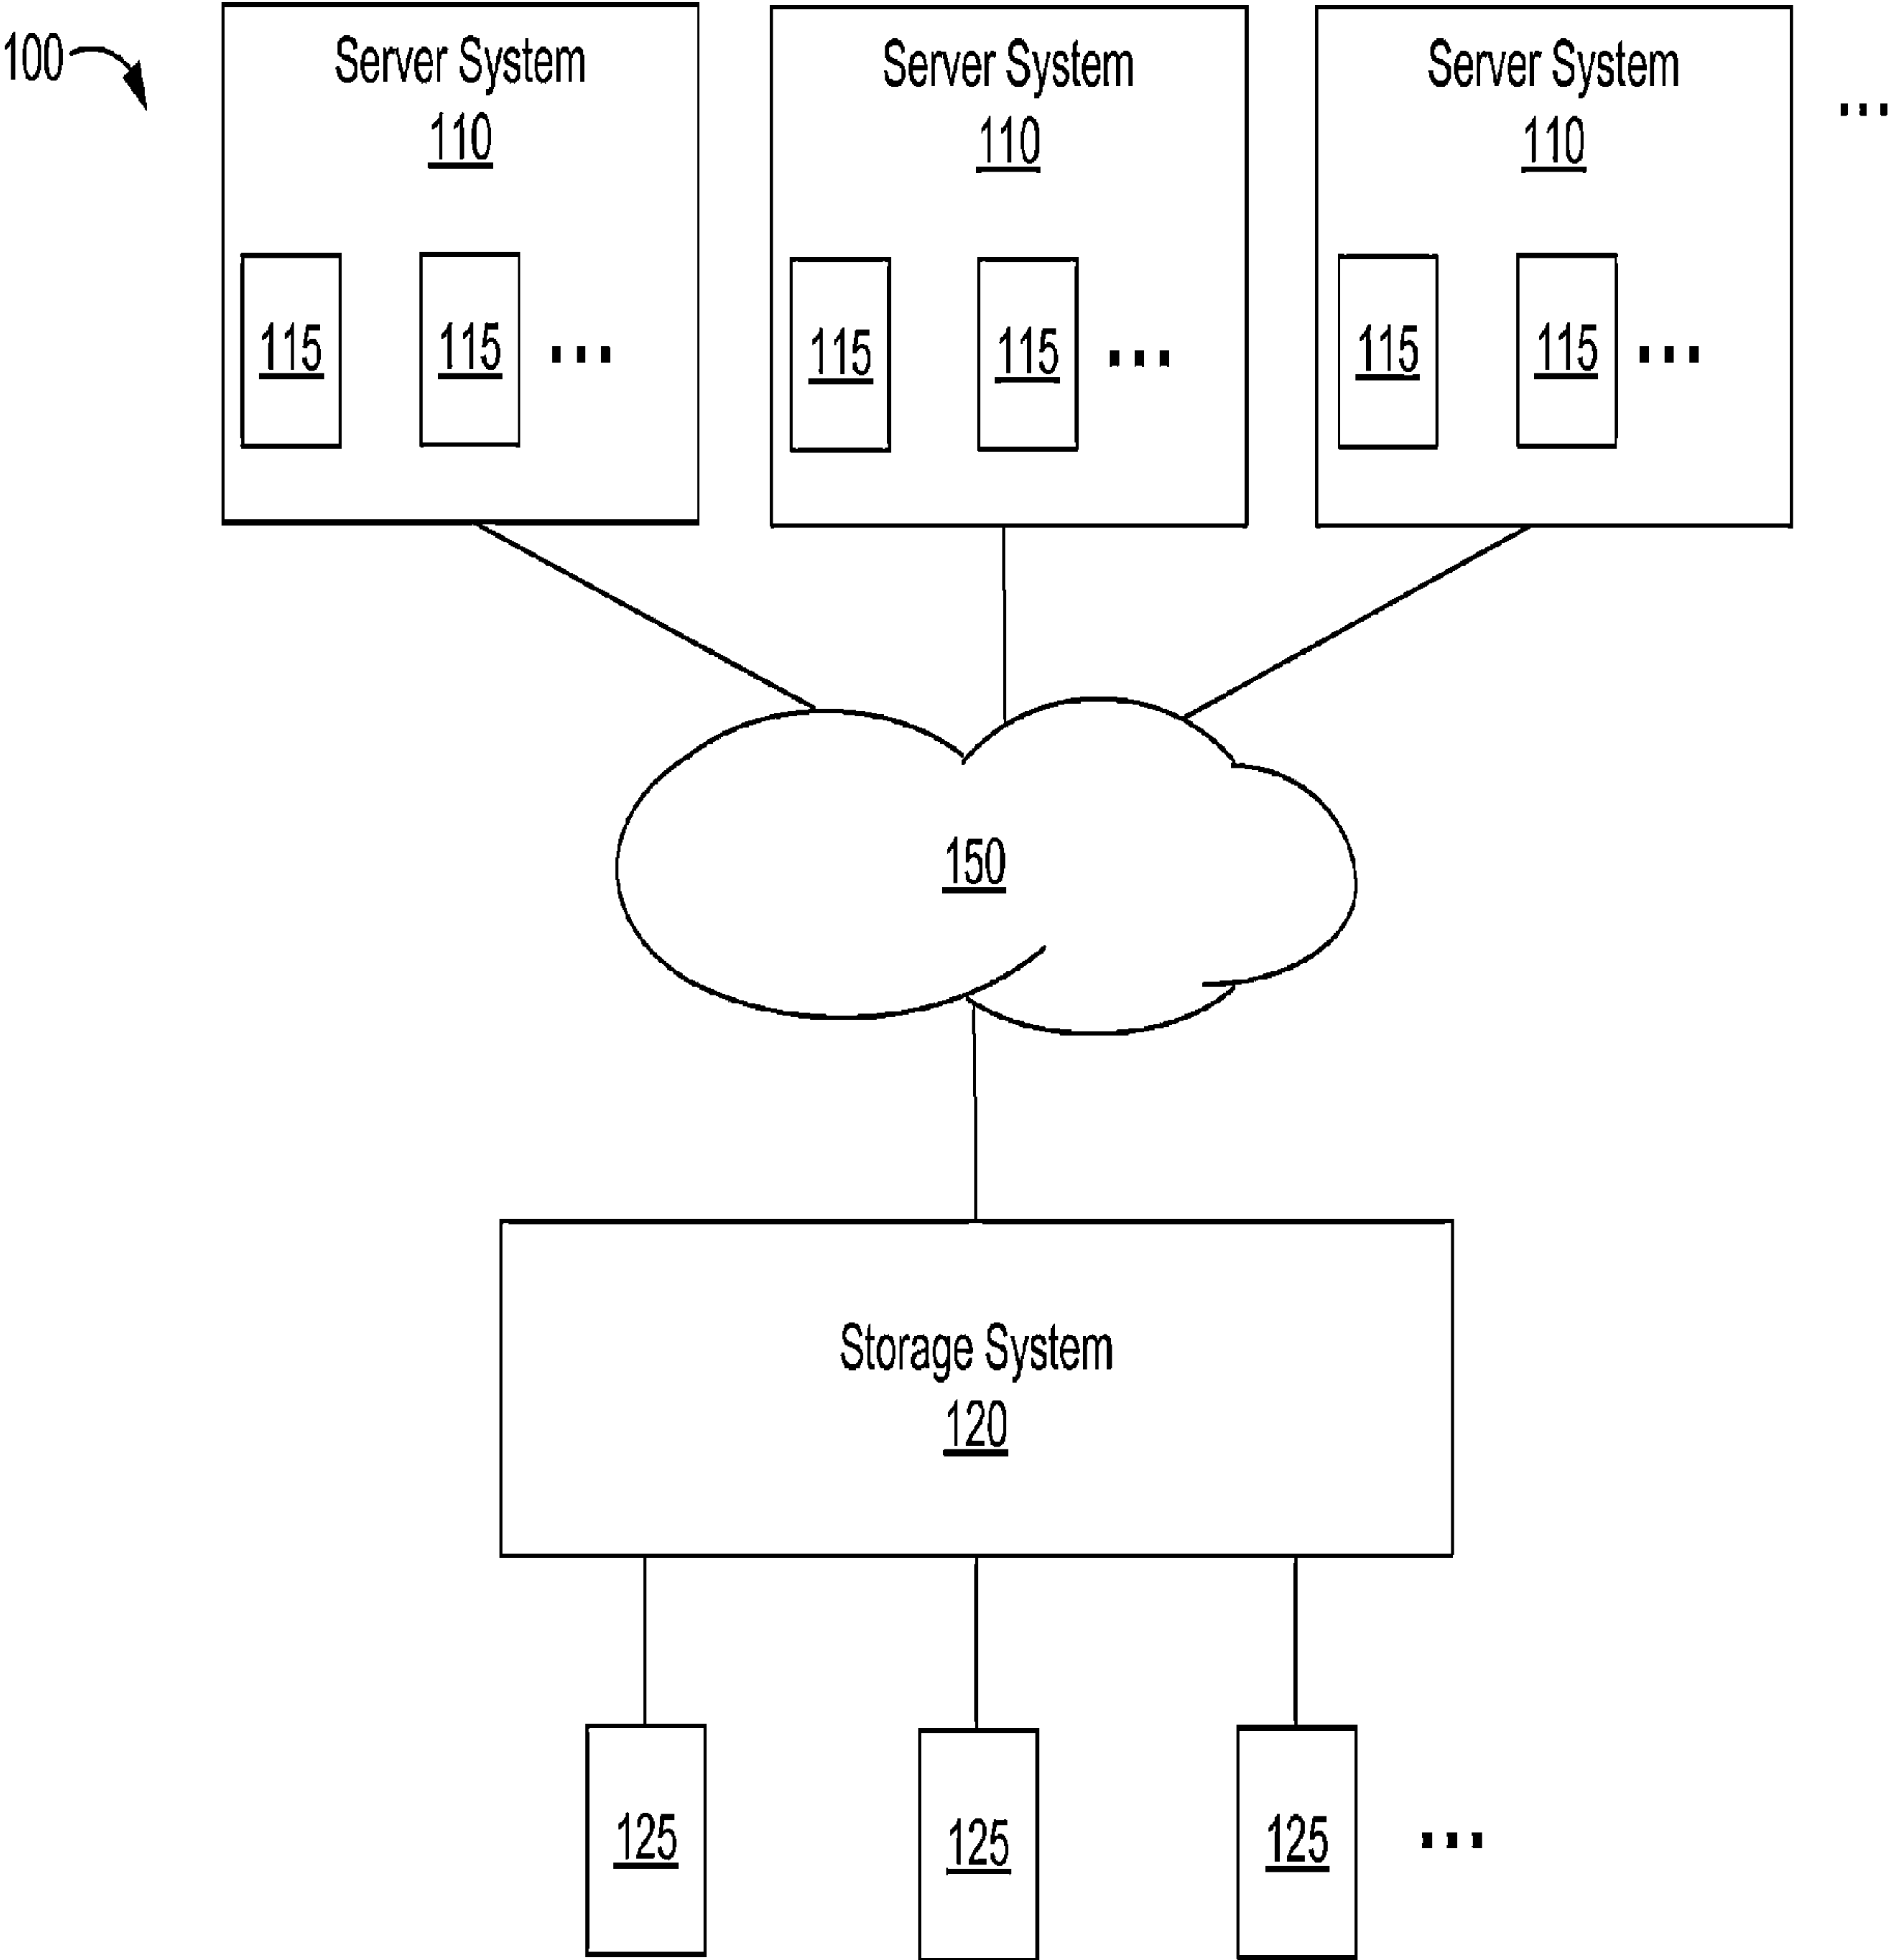 100
Server System
110
115 115 ...
Server System
110
115 115 ...
Server System
110
115 115 ...
...
150
Storage System
120
125 125 125 ...